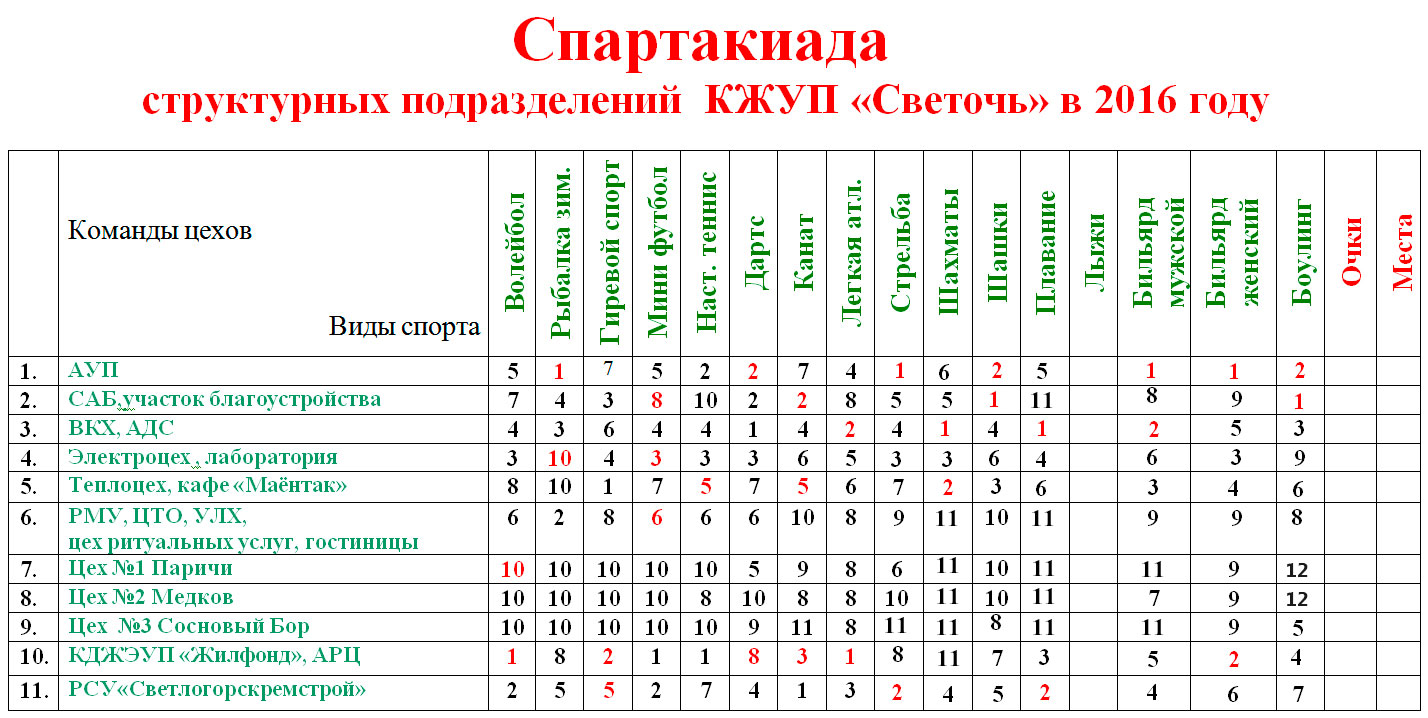 Спартакиада
структурных подразделений КЖУП «Светочь» в 2016 году
Команды цехов
Виды спорта
Волейбол
Рыбалка зим.
Гиревой спорт
Мини футбол
Наст. теннис
Дартс
Канат
Легкая атл.
Стрельба
Шахматы
Шашки
Плавание
Лыжи
Бильярд
мужской
Бильярд
женский
Боулинг
Очки
Места
1. АУП 5 1 7 5 2 2 7 4 1 6 2 5 1 1 2
2. САБ,участок благоустройства 7 4 3 8 10 2 2 8 5 5 1 11 8 9 1
3. ВКХ, АДС 4 3 6 4 4 1 4 2 4 1 4 1 2 5 3
4. Электроцех , лаборатория 3 10 4 3 3 3 6 5 3 3 6 4 6 3 9
5. Теплоцех, кафе «Маёнтак» 8 10 1 7 5 7 5 6 7 2 3 6 3 4 6
6. РМУ, ЦТО, УЛХ, 6 2 8 6 6 6 10 8 9 11 10 11 9 9 8
цех ритуальных услуг, гостиницы
7. Цех №1 Паричи 10 10 10 10 10 5 9 8 6 11 10 11 11 9 12
8. Цех №2 Медков 10 10 10 10 8 10 8 8 10 11 10 11 7 9 12
9. Цех №3 Сосновый Бор 10 10 10 10 10 9 11 8 11 11 8 11 11 9 5
10. КДЖЭУП «Жилфонд», АРЦ 1 8 2 1 1 8 3 1 8 11 7 3 5 2 4
11. РСУ«Светлогорскремстрой» 2 5 5 2 7 4 1 3 2 4 5 2 4 6 7